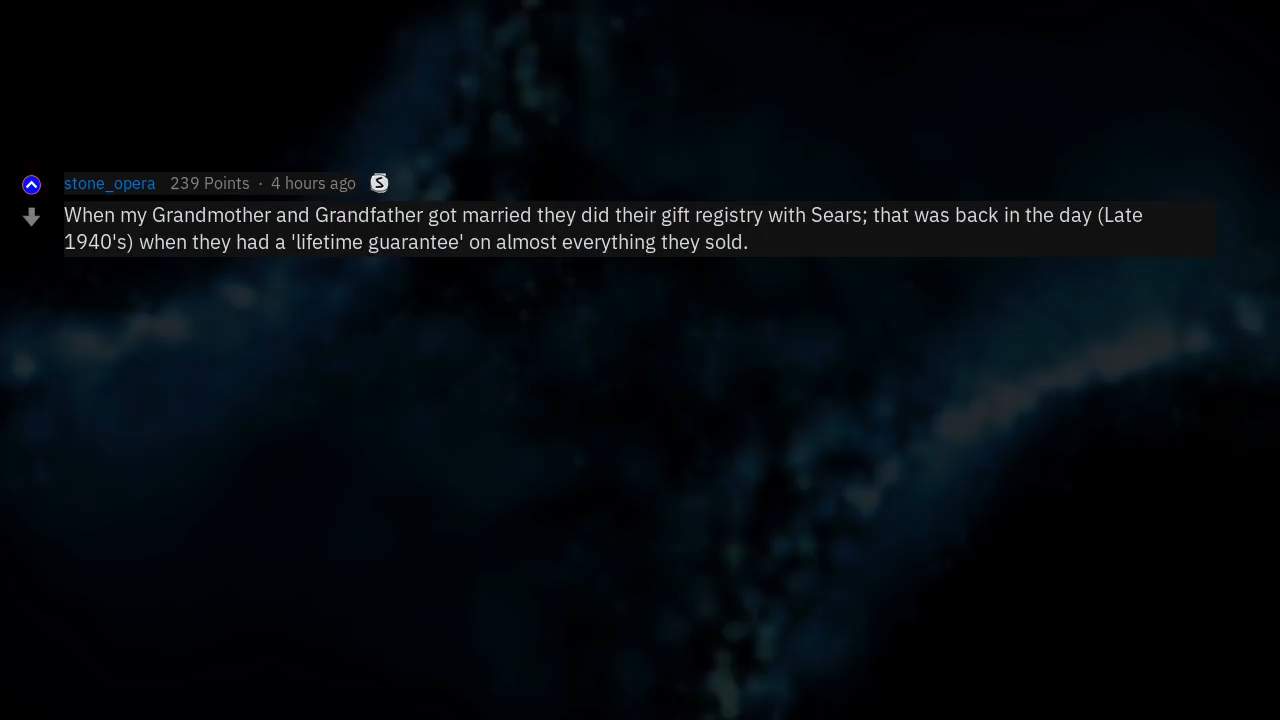 stone_opera 239 Points · 4 hours ago
When my Grandmother and Grandfather got married they did their gift registry with Sears; that was back in the day (Late
1940's) when they had a 'lifetime guarantee' on almost everything they sold.